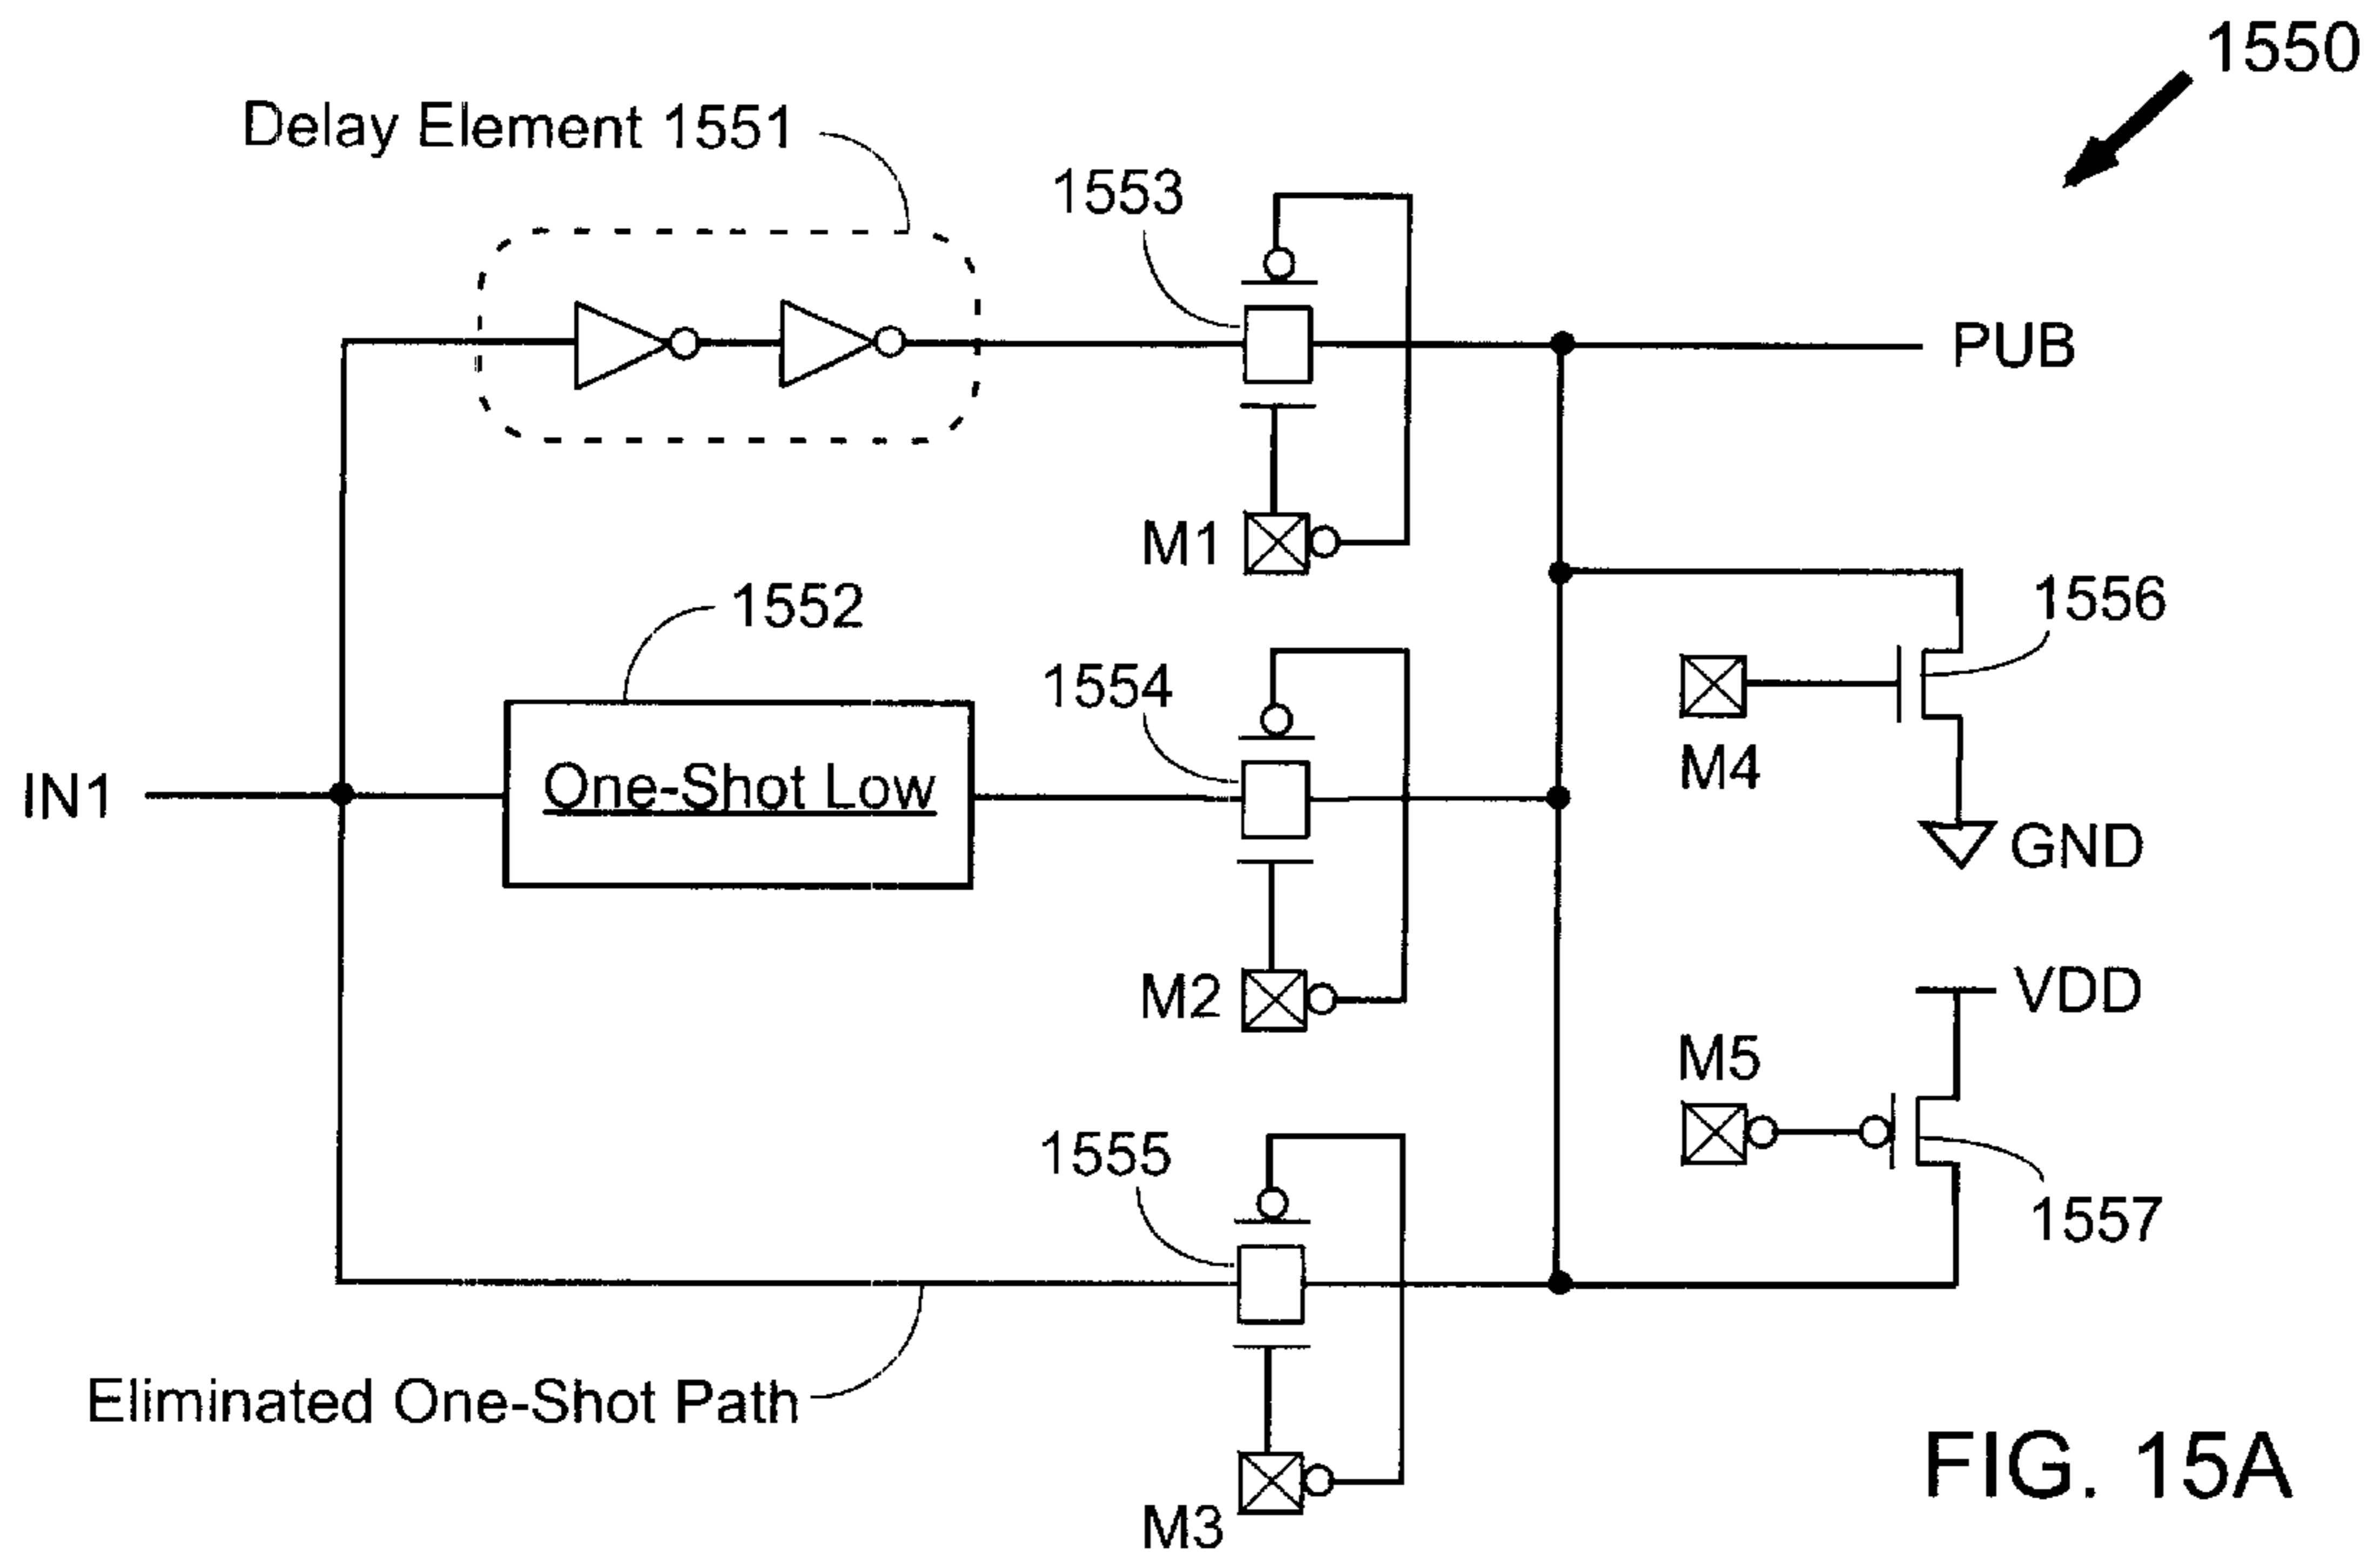 1550
Delay Element 1551
1553
PUB
M1
1552
1554
1556
IN1
One-Shot Low
M4
GND
M2
VDD
M5
1555
1557
Eliminated One-Shot Path
M3
FIG. 15A